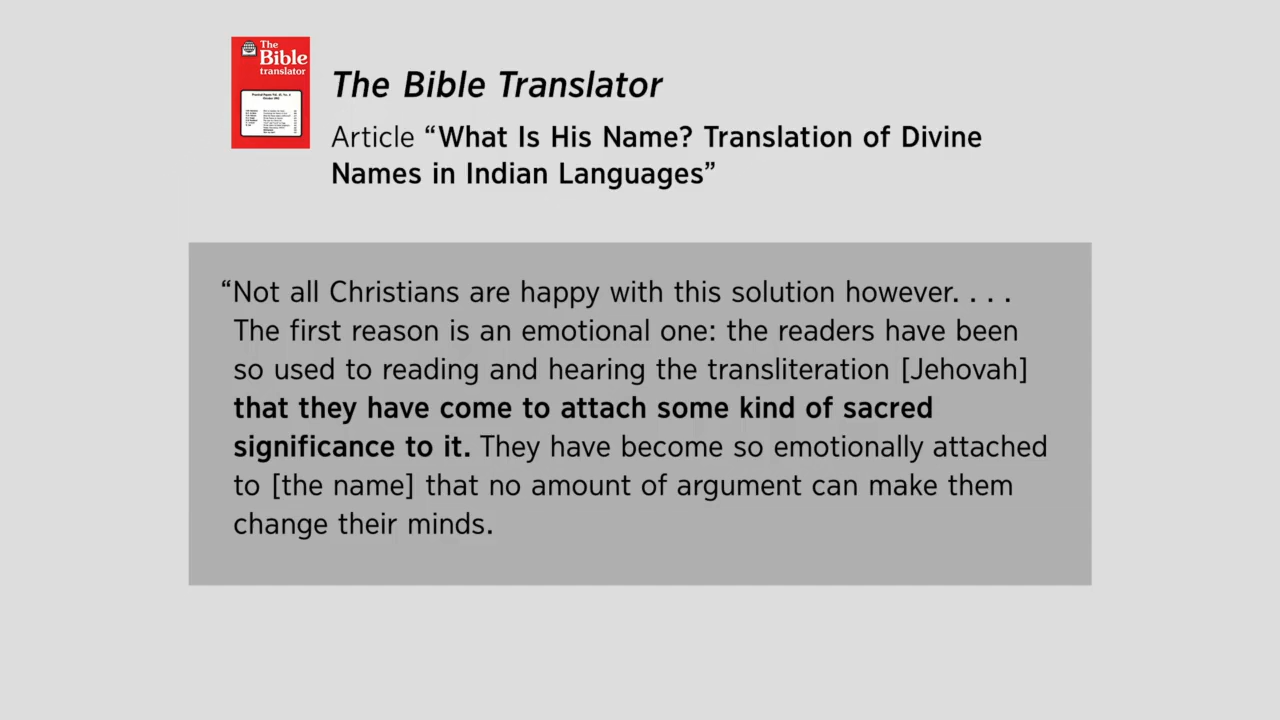 The
Bible
translator
The Bible Translator
Article “What Is His Name? Translation of Divine
Names in Indian Languages”
“Not all Christians are happy with this solution however. . . .
The first reason is an emotional one: the readers have been
so used to reading and hearing the transliteration [Jehovah]
that they have come to attach some kind of sacred
significance to it. They have become so emotionally attached
to [the name] that no amount of argument can make them
change their minds.